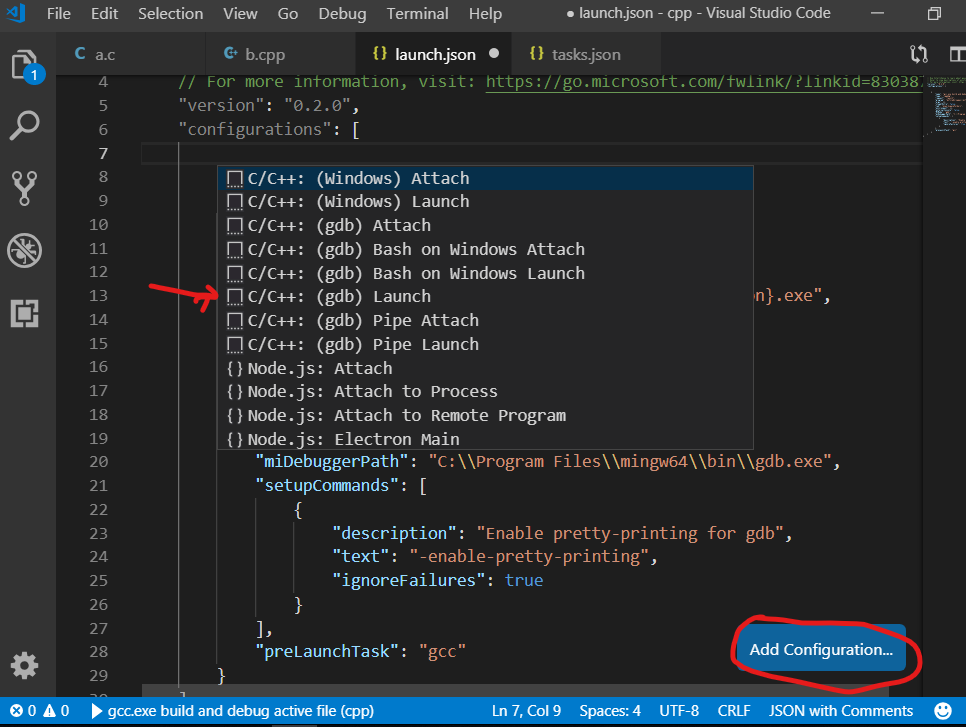 File Edit Selection View Go Debug Terminal Help ● launch.json - cpp - Visual Studio Code
1
C a.c
b.cpp
{} launch.json ●
{} tasks.json
4 // For more information, visit: https://go.microsoft.com/fwlink/?linkid=83038
5 "version": "0.2.0",
6 "configurations": [
7
8 C/C++: (Windows) Attach
9 C/C++: (Windows) Launch
10 C/C++: (gdb) Attach
11 C/C++: (gdb) Bash on Windows Attach
12 C/C++: (gdb) Bash on Windows Launch
13 C/C++: (gdb) Launch n}.exe",
14 C/C++: (gdb) Pipe Attach
15 C/C++: (gdb) Pipe Launch
16 {} Node.js: Attach
17 {} Node.js: Attach to Process
18 {} Node.js: Attach to Remote Program
19 {} Node.js: Electron Main
20 "miDebuggerPath": "C:\\Program Files\\mingw64\\bin\\gdb.exe",
21 "setupCommands": [
22 {
23 "description": "Enable pretty-printing for gdb",
24 "text": "-enable-pretty-printing",
25 "ignoreFailures": true
26 }
27 ],
28 "preLaunchTask": "gcc"
29 }
Add Configuration...
0 0 gcc.exe build and debug active file (cpp) Ln 7, Col 9 Spaces: 4 UTF-8 CRLF JSON with Comments